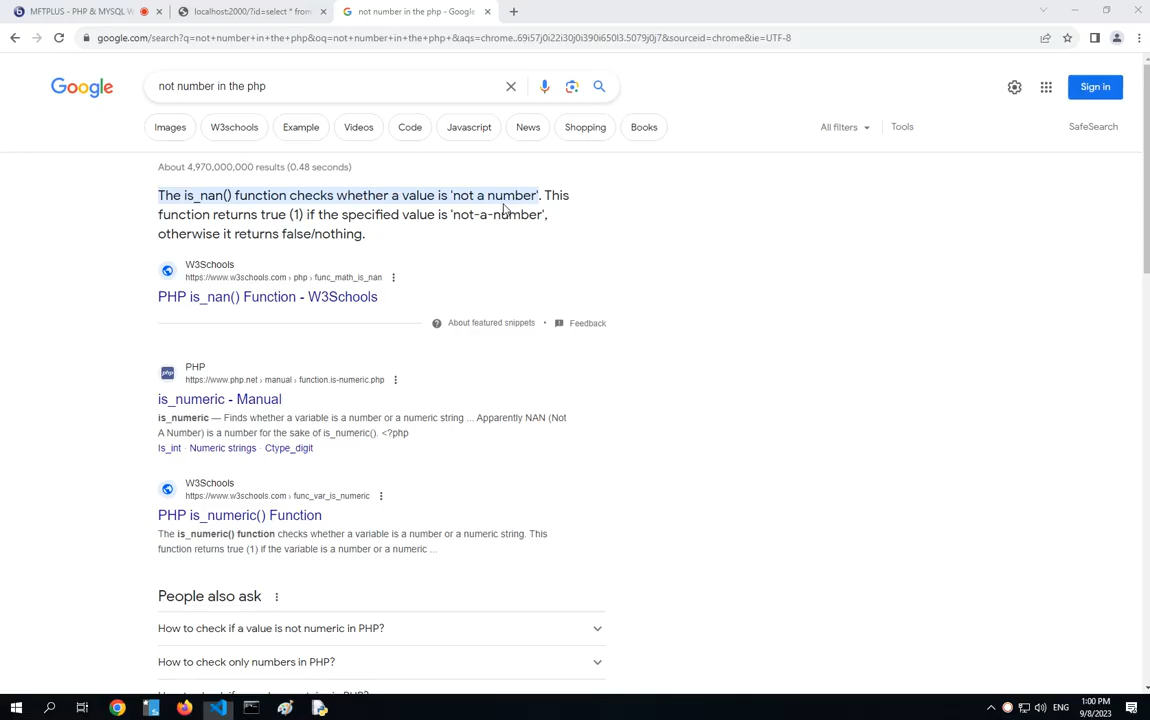 MFTPLUS - PHP & MYSQL W
localhost:2000/?id=select * from
not number in the php - Google
google.com/search?q=not+number+in+the+php&oq=not+number+in+the+php+&aqs=chrome..69i57j0i22i30j0i390i650l3.5079j0j7&sourceid=chrome&ie=UTF-8
Google
not number in the php
Sign in
Images
W3schools
Example
Videos
Code
Javascript
News
Shopping
Books
All filters
Tools
SafeSearch
About 4,970,000,000 results (0.48 seconds)
The is_nan() function checks whether a value is 'not a number'. This
function returns true (1) if the specified value is 'not-a-number',
otherwise it returns false/nothing.
W3Schools
https://www.w3schools.com › php › func_math_is_nan
PHP is_nan() Function - W3Schools
About featured snippets • Feedback
PHP
php
https://www.php.net › manual › function.is-numeric.php
is_numeric - Manual
is_numeric — Finds whether a variable is a number or a numeric string ... Apparently NAN (Not
A Number) is a number for the sake of is_numeric(). <?php
Is_int · Numeric strings · Ctype_digit
W3Schools
https://www.w3schools.com › func_var_is_numeric
PHP is_numeric() Function
The is_numeric() function checks whether a variable is a number or a numeric string. This
function returns true (1) if the variable is a number or a numeric ...
People also ask
How to check if a value is not numeric in PHP?
How to check only numbers in PHP?
ENG
1:00 PM
9/8/2023